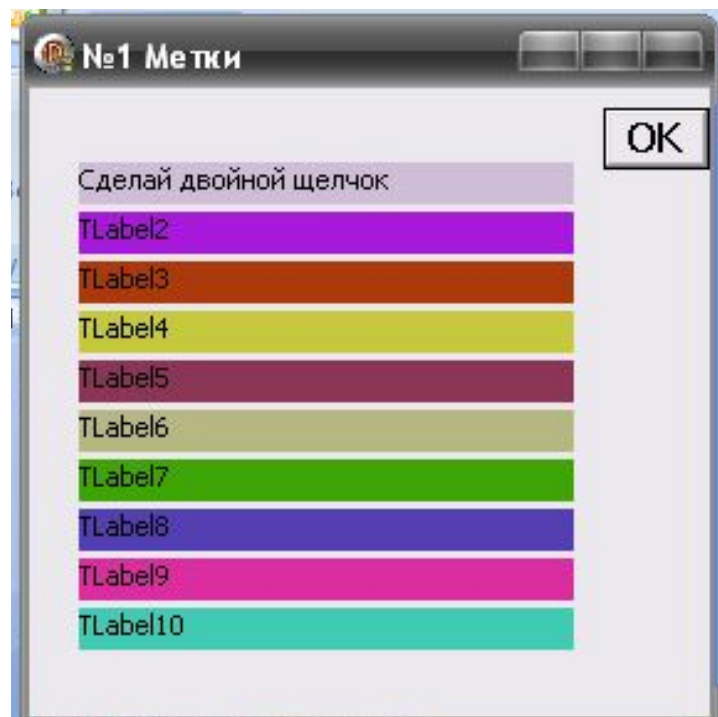 №1 Метки
OK
Сделай двойной щелчок
TLabel2
TLabel3
TLabel4
TLabel5
TLabel6
TLabel7
TLabel8
TLabel9
TLabel10